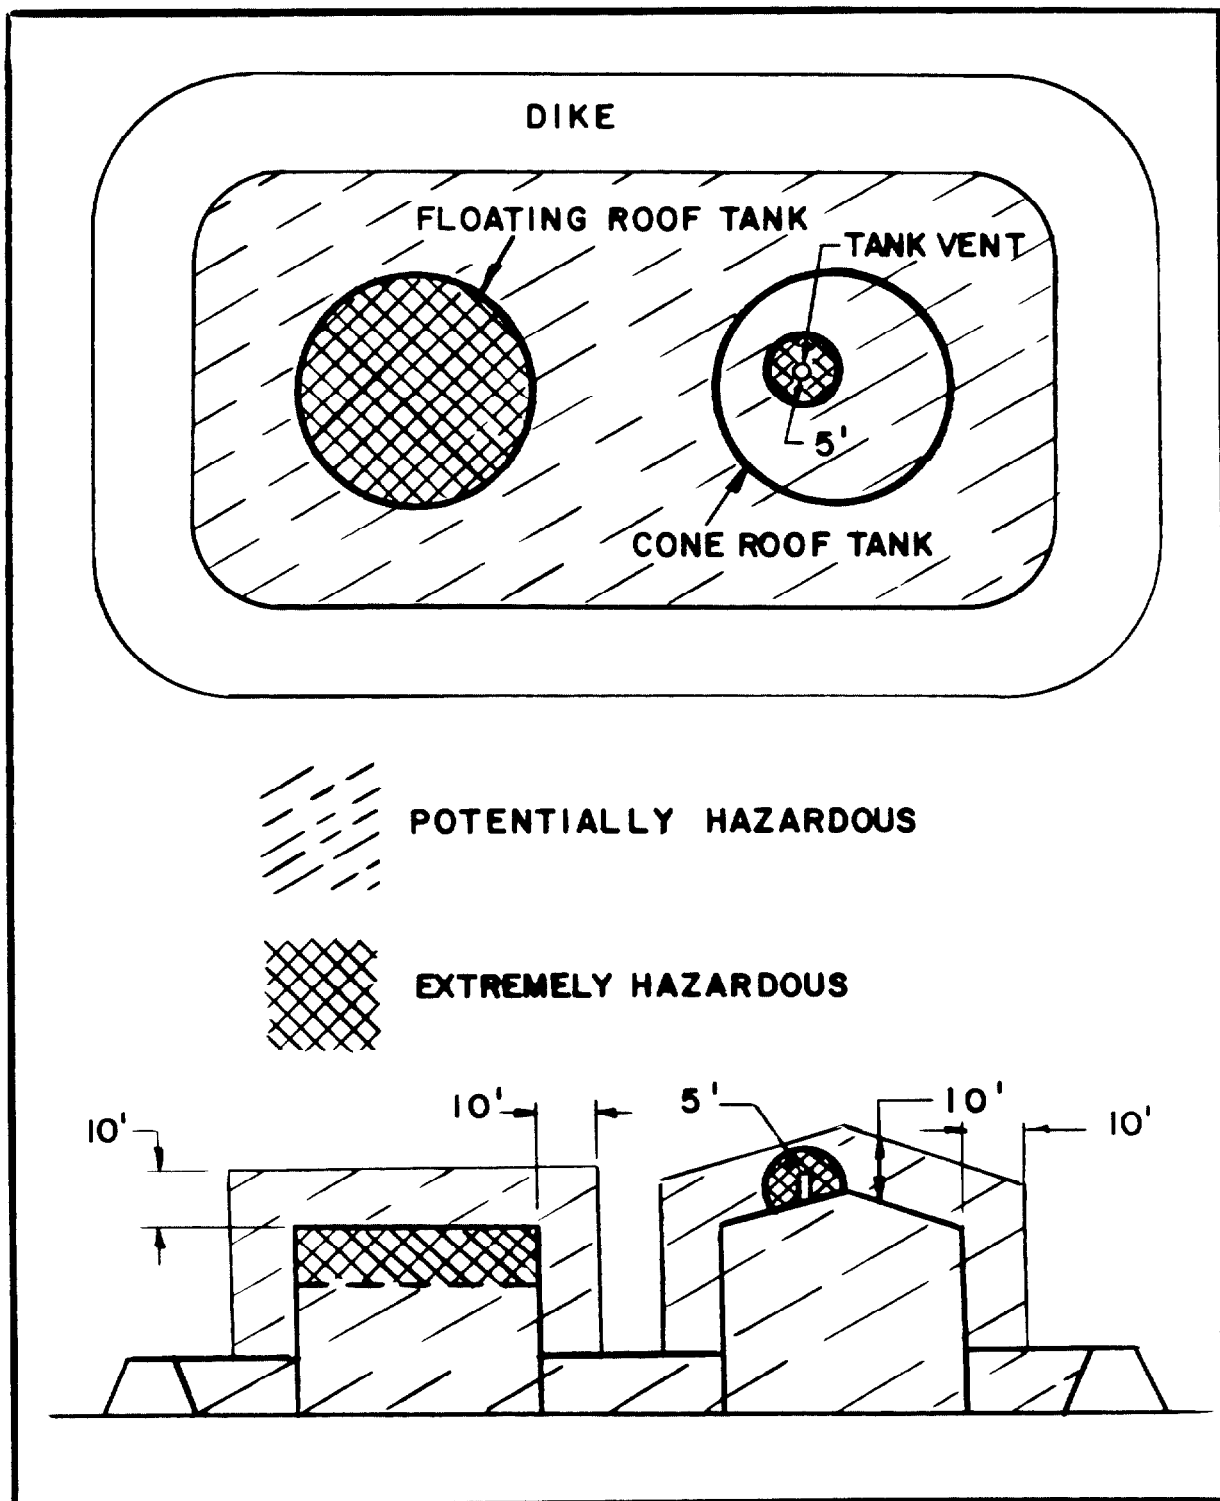 DIKE
FLOATING ROOF TANK
TANK VENT
5'
CONE ROOF TANK
POTENTIALLY HAZARDOUS
EXTREMELY HAZARDOUS
10'
10'
5'
10'
10'